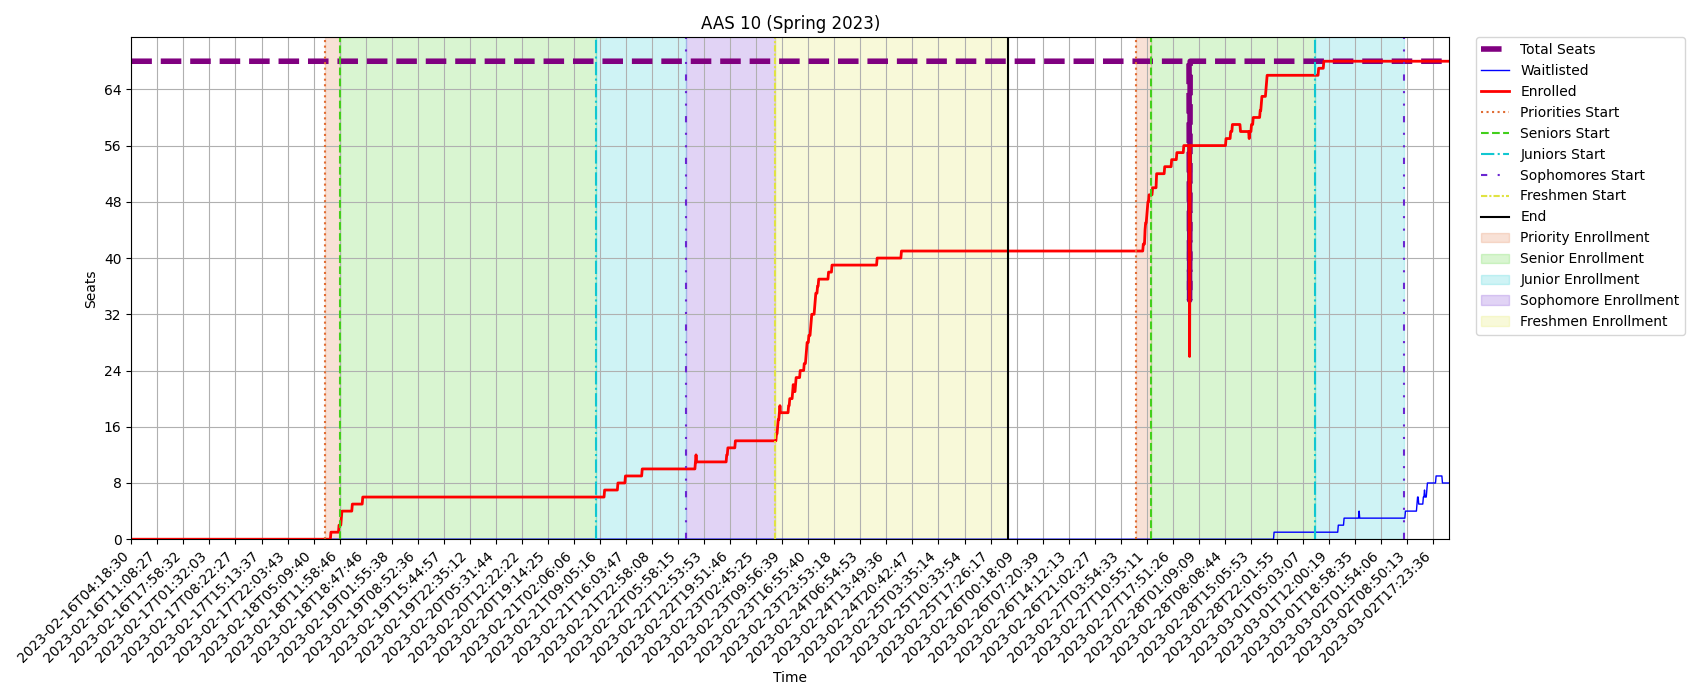 AAS 10 (Spring 2023)
Seats
64
56
48
40
32
24
16
8
0
2023-02-16T04:18:30
2023-02-16T11:08:27
2023-02-16T17:58:32
2023-02-17T01:32:03
2023-02-17T08:22:27
2023-02-17T15:13:37
2023-02-17T22:03:43
2023-02-18T05:09:40
2023-02-18T11:58:46
2023-02-18T18:47:46
2023-02-19T01:55:38
2023-02-19T08:52:36
2023-02-19T15:44:57
2023-02-19T22:35:12
2023-02-20T05:31:44
2023-02-20T12:22:22
2023-02-20T19:14:25
2023-02-21T02:06:06
2023-02-21T09:05:16
2023-02-21T16:03:47
2023-02-21T22:58:08
2023-02-22T05:58:15
2023-02-22T12:53:53
2023-02-22T19:51:46
2023-02-23T02:45:25
2023-02-23T09:56:39
2023-02-23T16:55:40
2023-02-23T23:53:18
2023-02-24T06:54:53
2023-02-24T13:49:36
2023-02-24T20:42:47
2023-02-25T03:35:14
2023-02-25T10:33:54
2023-02-25T17:26:17
2023-02-26T00:18:09
2023-02-26T07:20:39
2023-02-26T14:12:13
2023-02-26T21:02:27
2023-02-27T03:54:33
2023-02-27T10:55:11
2023-02-27T17:51:26
2023-02-28T01:09:09
2023-02-28T08:08:44
2023-02-28T15:05:53
2023-02-28T22:01:55
2023-03-01T05:03:07
2023-03-01T12:00:19
2023-03-01T18:58:35
2023-03-02T01:54:06
2023-03-02T08:50:13
2023-03-02T17:23:36
Time
Total Seats
Waitlisted
Enrolled
Priorities Start
Seniors Start
Juniors Start
Sophomores Start
Freshmen Start
End
Priority Enrollment
Senior Enrollment
Junior Enrollment
Sophomore Enrollment
Freshmen Enrollment